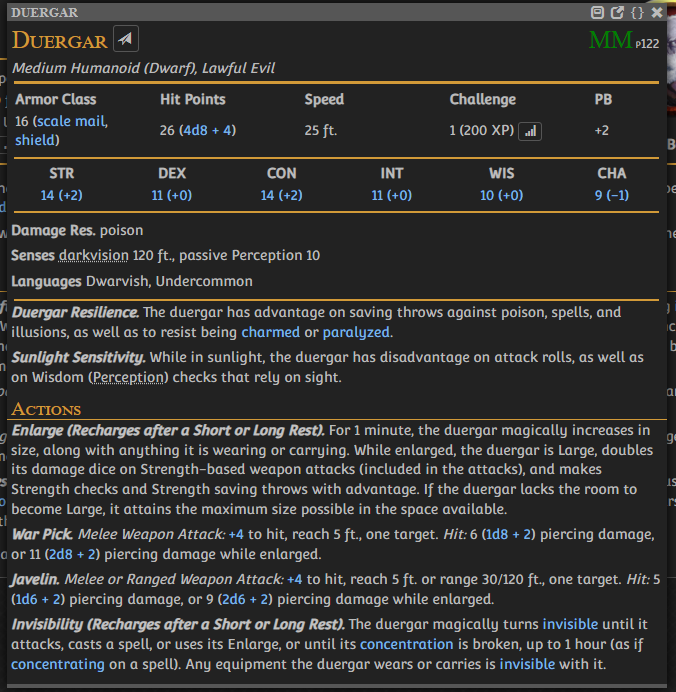 DUERGAR
DUERGAR
MM p122
Medium Humanoid (Dwarf), Lawful Evil
Armor Class Hit Points Speed Challenge PB
16 (scale mail, shield) 26 (4d8 + 4) 25 ft. 1 (200 XP) +2
STR DEX CON INT WIS CHA
14 (+2) 11 (+0) 14 (+2) 11 (+0) 10 (+0) 9 (−1)
Damage Res. poison
Senses darkvision 120 ft., passive Perception 10
Languages Dwarvish, Undercommon
Duergar Resilience. The duergar has advantage on saving throws against poison, spells, and
illusions, as well as to resist being charmed or paralyzed.
Sunlight Sensitivity. While in sunlight, the duergar has disadvantage on attack rolls, as well as
on Wisdom (Perception) checks that rely on sight.
ACTIONS
Enlarge (Recharges after a Short or Long Rest). For 1 minute, the duergar magically increases in
size, along with anything it is wearing or carrying. While enlarged, the duergar is Large, doubles
its damage dice on Strength-based weapon attacks (included in the attacks), and makes
Strength checks and Strength saving throws with advantage. If the duergar lacks the room to
become Large, it attains the maximum size possible in the space available.
War Pick. Melee Weapon Attack: +4 to hit, reach 5 ft., one target. Hit: 6 (1d8 + 2) piercing damage,
or 11 (2d8 + 2) piercing damage while enlarged.
Javelin. Melee or Ranged Weapon Attack: +4 to hit, reach 5 ft. or range 30/120 ft., one target. Hit: 5
(1d6 + 2) piercing damage, or 9 (2d6 + 2) piercing damage while enlarged.
Invisibility (Recharges after a Short or Long Rest). The duergar magically turns invisible until it
attacks, casts a spell, or uses its Enlarge, or until its concentration is broken, up to 1 hour (as if
concentrating on a spell). Any equipment the duergar wears or carries is invisible with it.